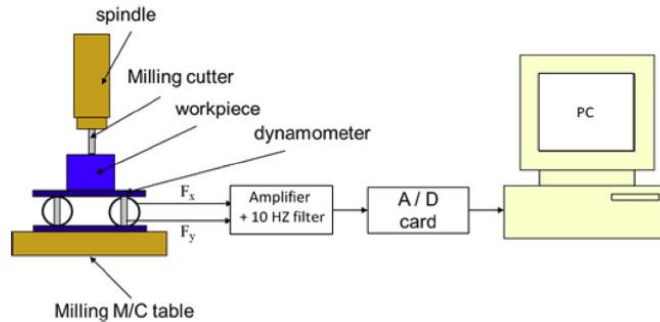 spindle
Milling cutter
workpiece
dynamometer
Fx
Fy
Amplifier
+ 10 HZ filter
A / D
card
PC
Milling M/C table